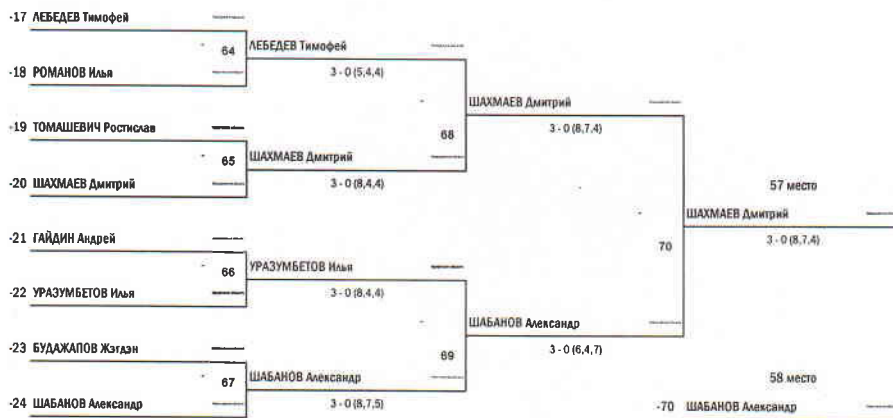 -17 ЛЕБЕДЕВ Тимофей
64 ЛЕБЕДЕВ Тимофей
-18 РОМАНОВ Илья
3 - 0 (5,4,4)
ШАХМАЕВ Дмитрий
68
3 - 0 (8,7,4)
-19 ТОМАШЕВИЧ Ростислав
65 ШАХМАЕВ Дмитрий
-20 ШАХМАЕВ Дмитрий
3 - 0 (8,4,4)
57 место
ШАХМАЕВ Дмитрий
70
3 - 0 (8,7,4)
-21 ГАЙДИН Андрей
66 УРАЗУМБЕТОВ Илья
-22 УРАЗУМБЕТОВ Илья
3 - 0 (8,4,4)
ШАБАНОВ Александр
69
3 - 0 (6,4,7)
-23 БУДАЖАПОВ Жэгдэн
67 ШАБАНОВ Александр
-24 ШАБАНОВ Александр
3 - 0 (8,7,5)
58 место
-70 ШАБАНОВ Александр